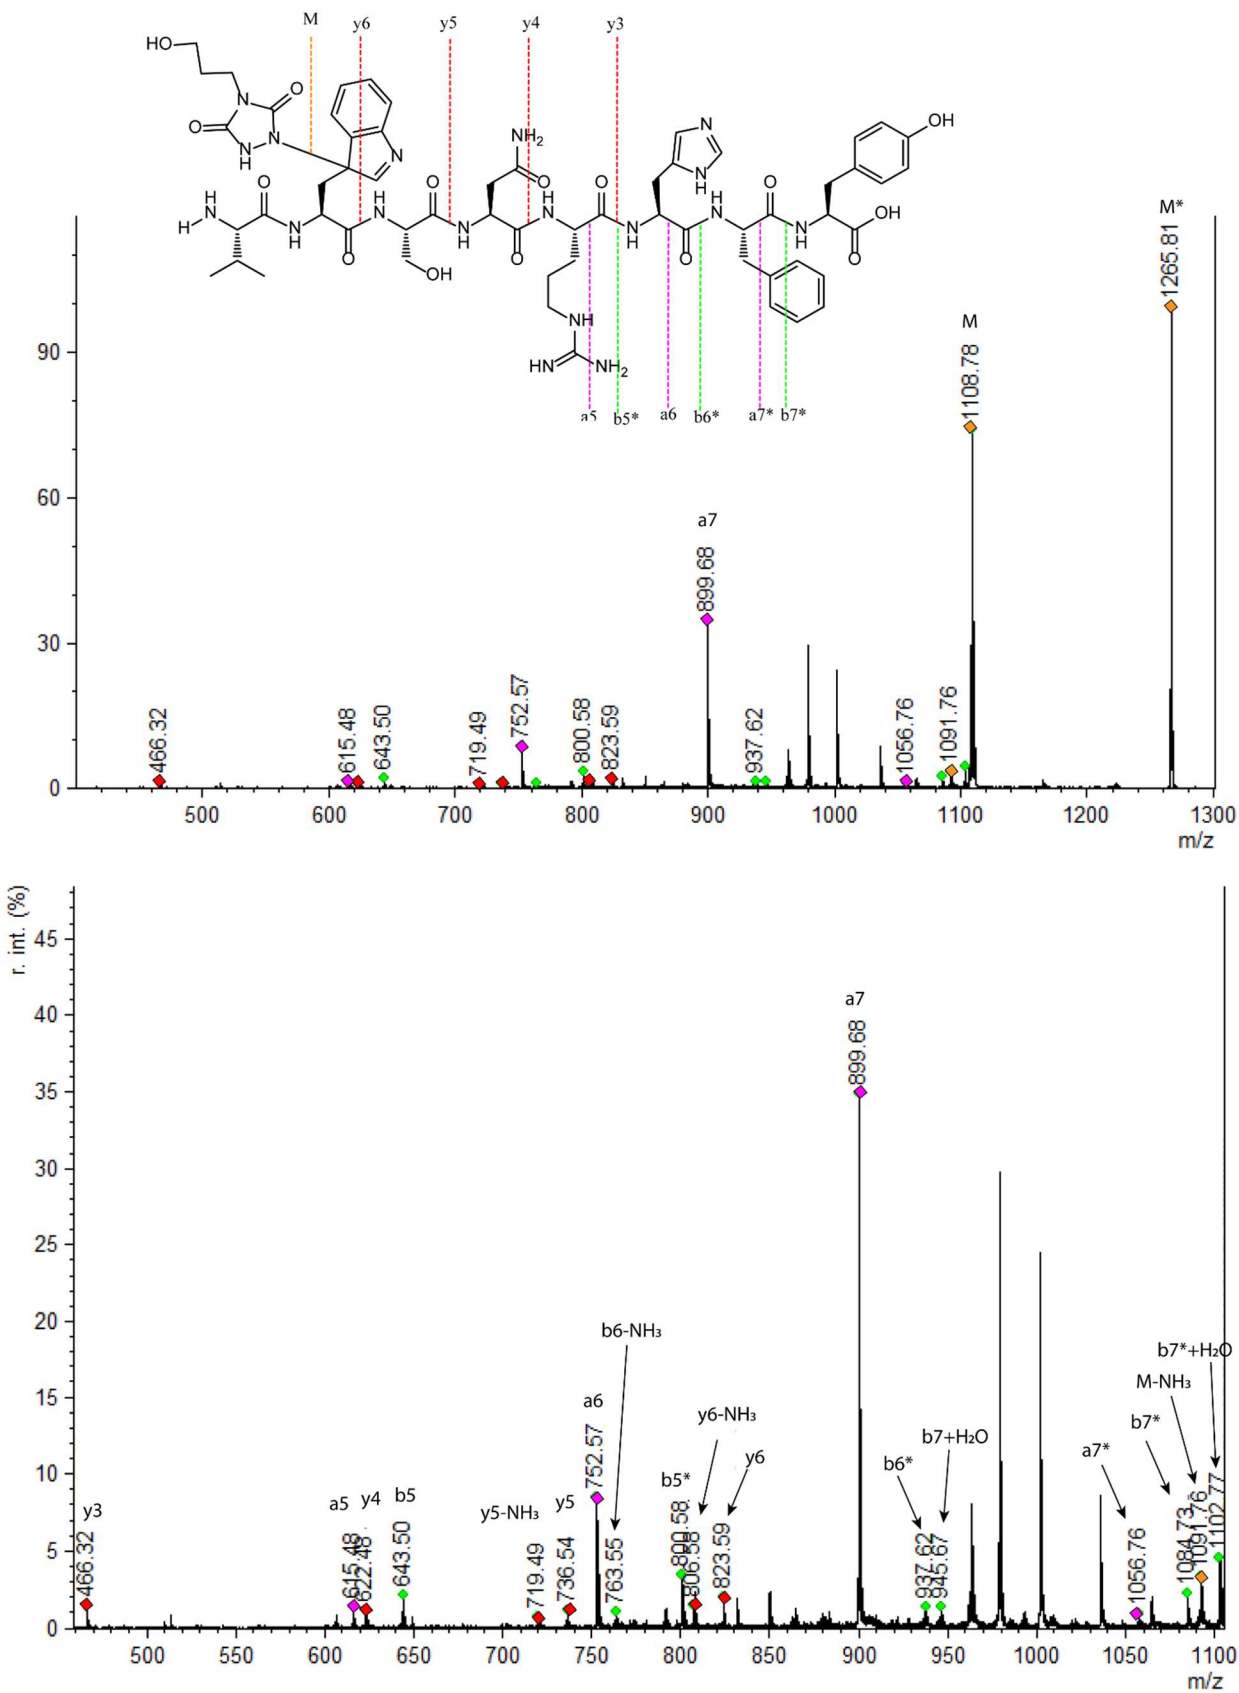 M
y6
y5
y4
y3
HO
N
O
O
N
N
H
N
NH₂
O
N
N
H
OH
H
N
H
O
N
H
O
H
N
O
OH
N
H
O
H
N
O
NH
HN
NH₂
N
H
O
H
N
O
N
H
O
OH
a5
b5*
a6
b6*
a7*
b7*
M*
1265.81
M
1108.78
a7
899.68
90
60
30
0
466.32
615.48
643.50
719.49
752.57
800.58
823.59
937.62
1056.76
1091.76
500
600
700
800
900
1000
1100
1200
1300
m/z
r. int. (%)
45
40
35
30
25
20
15
10
5
0
a7
899.68
b6-NH₃
b7*+H₂O
M-NH₃
b7*
a6
y6-NH₃
b7+H₂O
a7*
b6*
y6
b5*
y3
a5
y4
b5
y5-NH₃
y5
466.32
615.48
622.48
643.50
719.49
736.54
752.57
763.55
800.58
806.58
823.59
937.62
945.67
1056.76
1084.73
1091.76
1102.77
500
550
600
650
700
750
800
850
900
950
1000
1050
1100
m/z